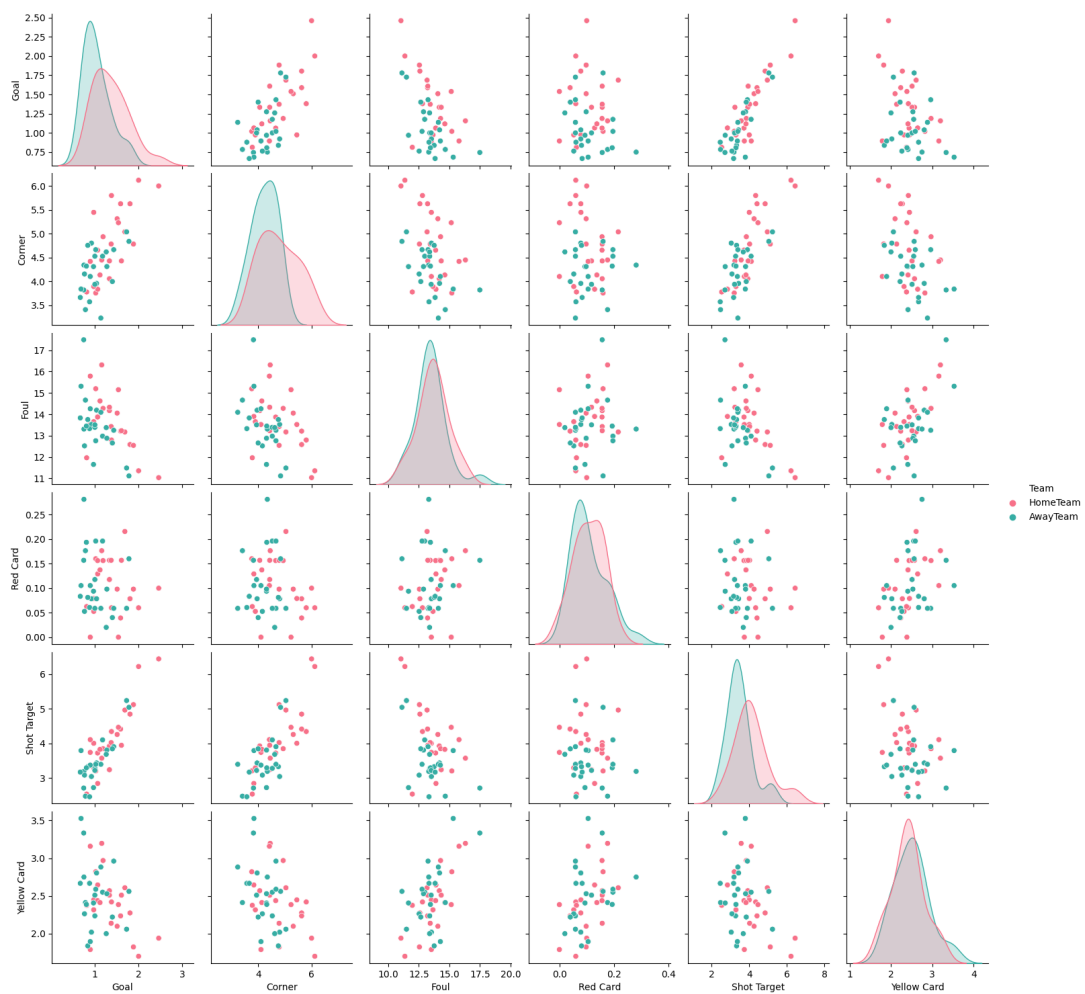 2.50
2.25
2.00
1.75
1.50
1.25
1.00
0.75
Goal
6.0
5.5
5.0
4.5
4.0
3.5
Corner
17
16
15
14
13
12
11
Foul
Team
HomeTeam
AwayTeam
0.25
0.20
0.15
0.10
0.05
0.00
Red Card
6
5
4
3
Shot Target
3.5
3.0
2.5
2.0
Yellow Card
1 2 3
4 6
10.0 12.5 15.0 17.5 20.0
0.0 0.2 0.4
2 4 6 8
1 2 3 4
Goal Corner Foul Red Card Shot Target Yellow Card